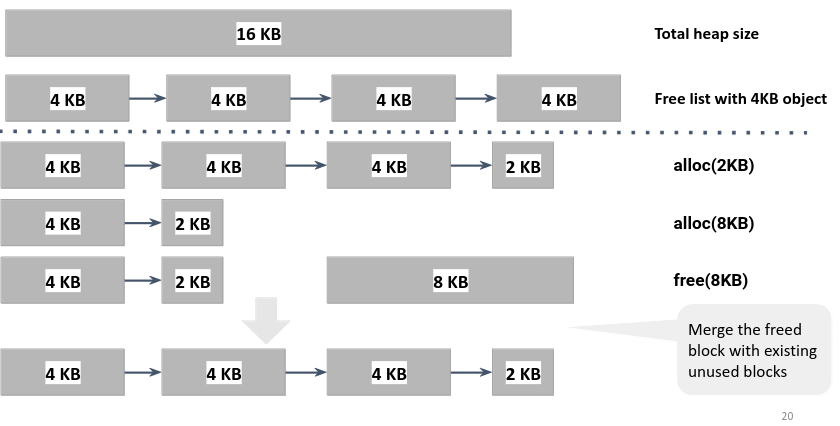 16 KB
Total heap size
4 KB
4 KB
4 KB
4 KB
Free list with 4KB object
4 KB
4 KB
4 KB
2 KB
alloc(2KB)
4 KB
2 KB
alloc(8KB)
4 KB
2 KB
8 KB
free(8KB)
Merge the freed
block with existing
unused blocks
4 KB
4 KB
4 KB
2 KB
20